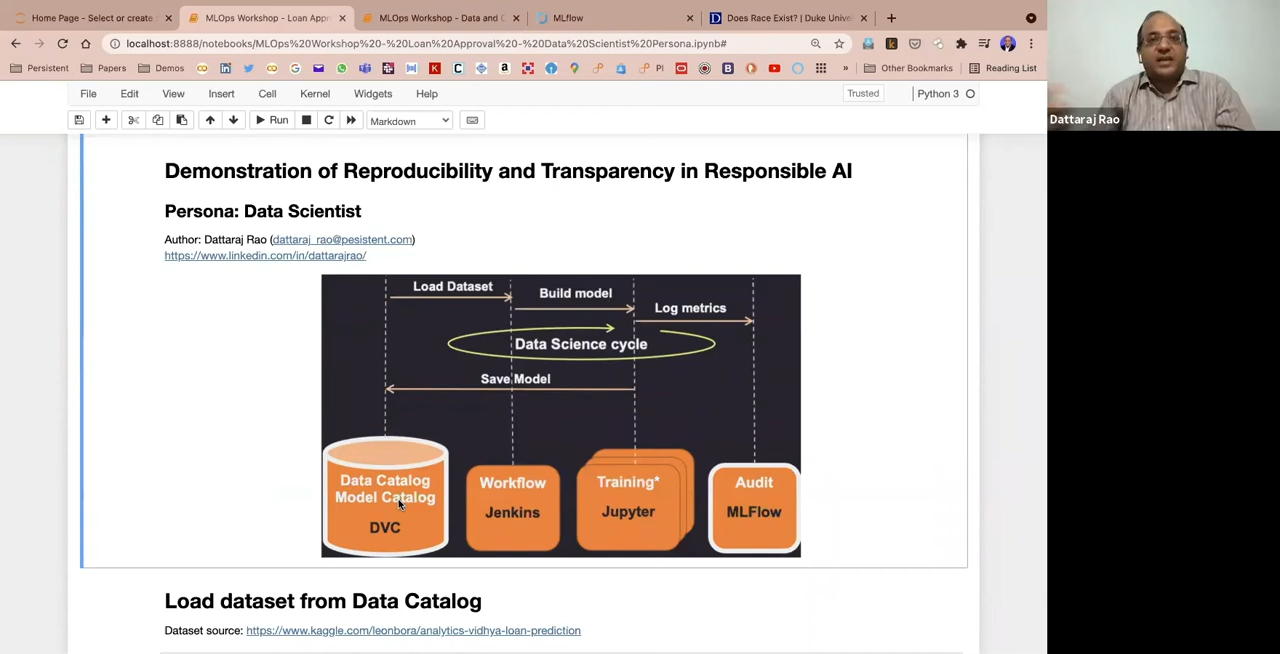 Home Page - Select or create
MLOps Workshop - Loan Appr
MLOps Workshop - Data and
MLflow
Does Race Exist? | Duke Unive
localhost:8888/notebooks/MLOps%20Workshop%20-%20Loan%20Approval%20-%20Data%20Scientist%20Persona.ipynb#
Persistent
Papers
Demos
PI
Other Bookmarks
Reading List
File
Edit
View
Insert
Cell
Kernel
Widgets
Help
Trusted
Python 3
Run
Markdown
Dattaraj Rao
Demonstration of Reproducibility and Transparency in Responsible AI
Persona: Data Scientist
Author: Dattaraj Rao (dattaraj_rao@pesistent.com)
https://www.linkedin.com/in/dattarajrao/
Load Dataset
Build model
Log metrics
Data Science cycle
Save Model
Data Catalog
Model Catalog
DVC
Workflow
Jenkins
Training*
Jupyter
Audit
MLFlow
Load dataset from Data Catalog
Dataset source: https://www.kaggle.com/leonbora/analytics-vidhya-loan-prediction